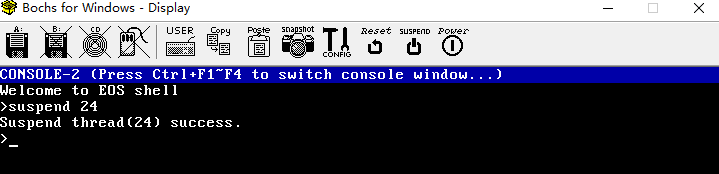 Bochs for Windows - Display
A: B: CD USER Copy Paste snapshot CONFIG Reset SUSPEND Power
CONSOLE-2 (Press Ctrl+F1~F4 to switch console window...)
Welcome to EOS shell
>suspend 24
Suspend thread(24) success.
>_